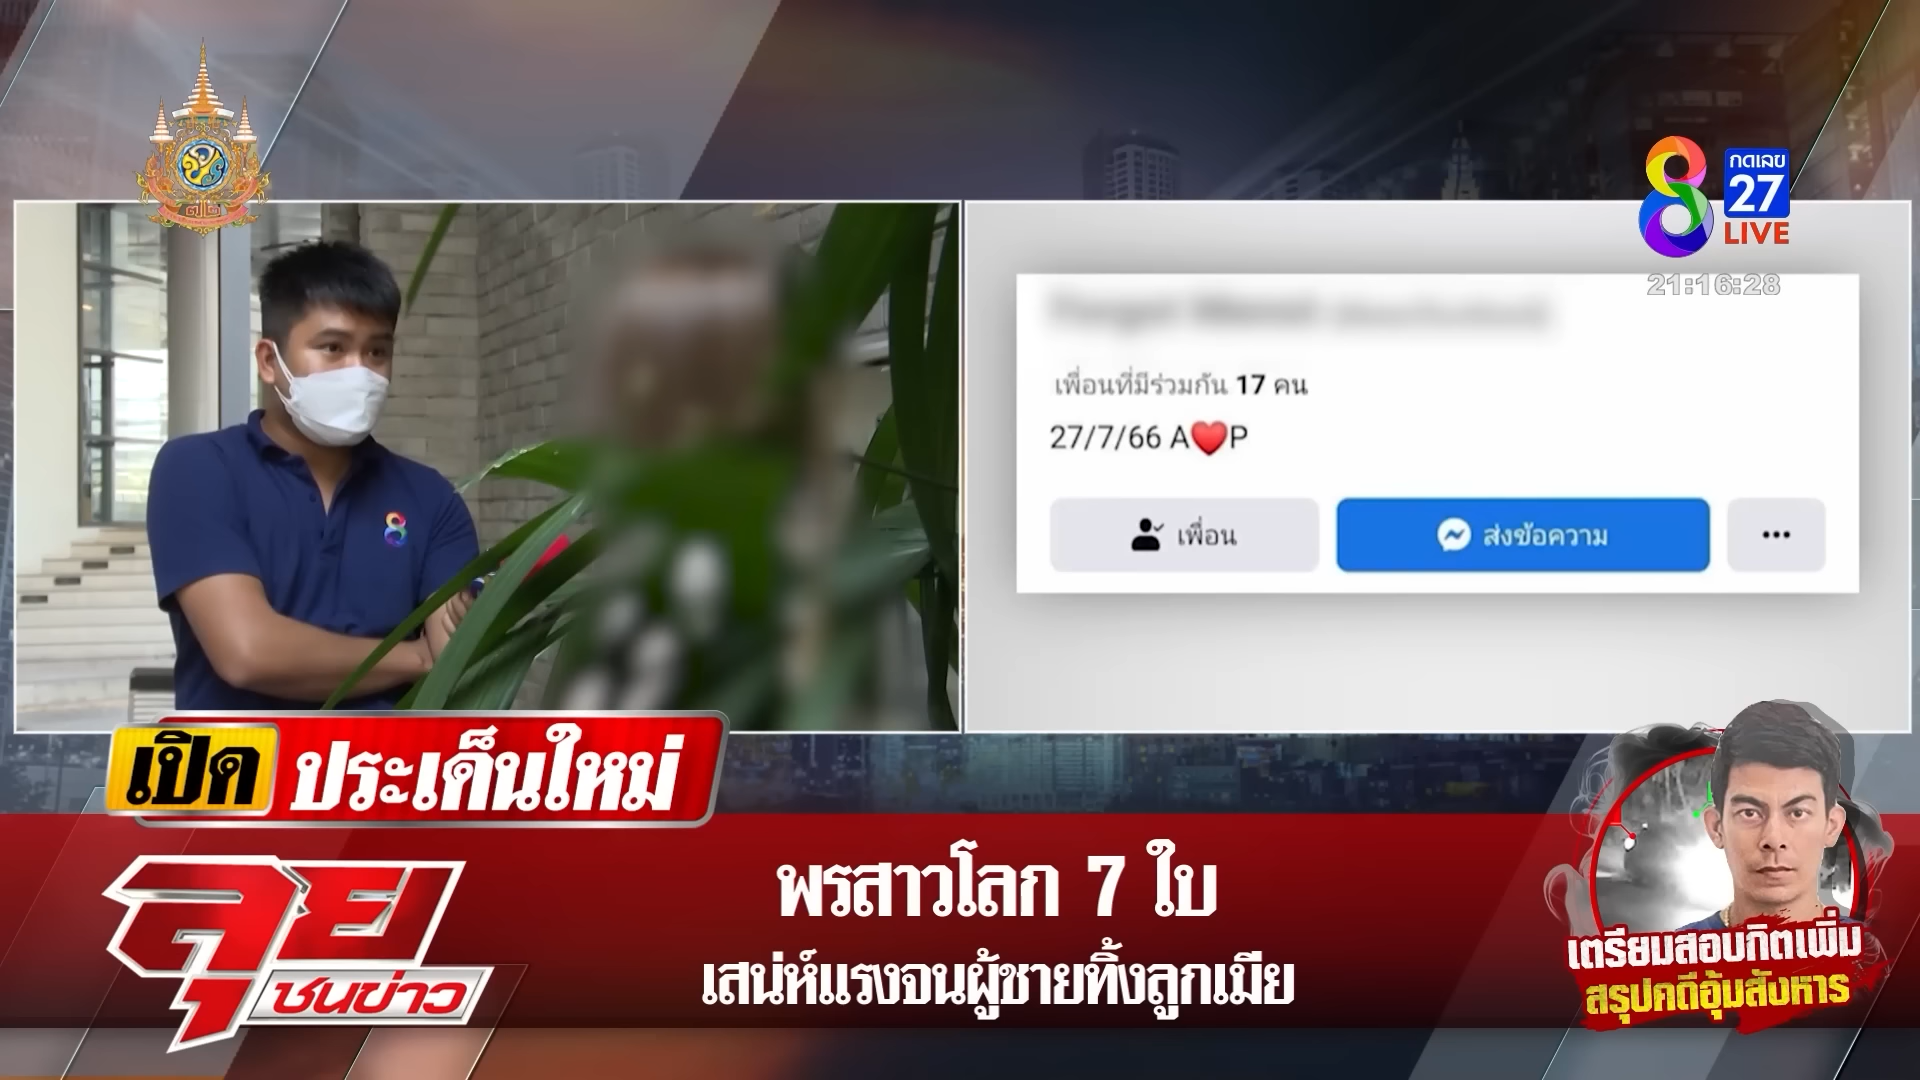 กดเลข
27
LIVE
21:16:28
เพื่อนที่มีร่วมกัน 17 คน
27/7/66 A❤️P
เพื่อน
ส่งข้อความ
เปิด ประเด็นใหม่
ลุย
ชนข่าว
พรสาวโลก 7 ใบ
เสน่ห์แรงจนผู้ชายทิ้งลูกเมีย
เตรียมสอบกิตเพิ่ม
สรุปคดีอุ้มสังหาร